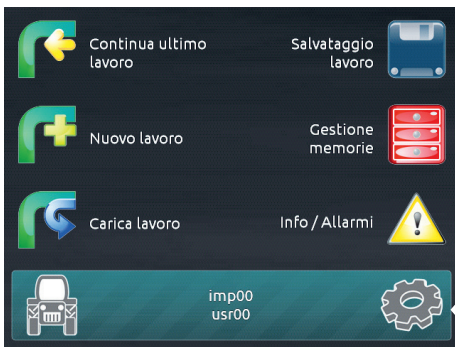 Continua ultimo
lavoro
Salvataggio
lavoro
Nuovo lavoro
Gestione
memorie
Carica lavoro
Info / Allarmi
imp00
usr00